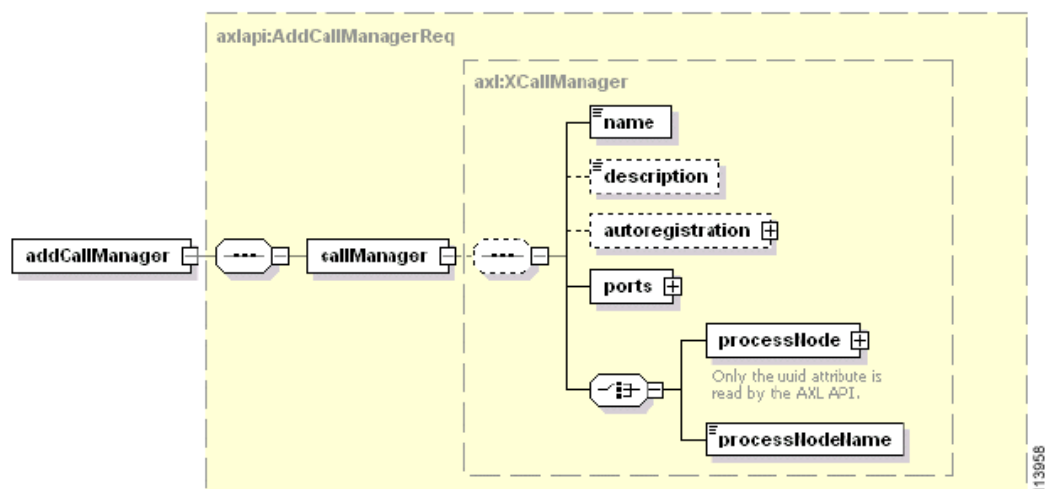 axlapi:AddCallManagerReq
axl:XCallManager
name
description
autoregistration
addCallManager
callManager
ports
processNode
Only the uuid attribute is
read by the AXL API.
processNodeName
113958